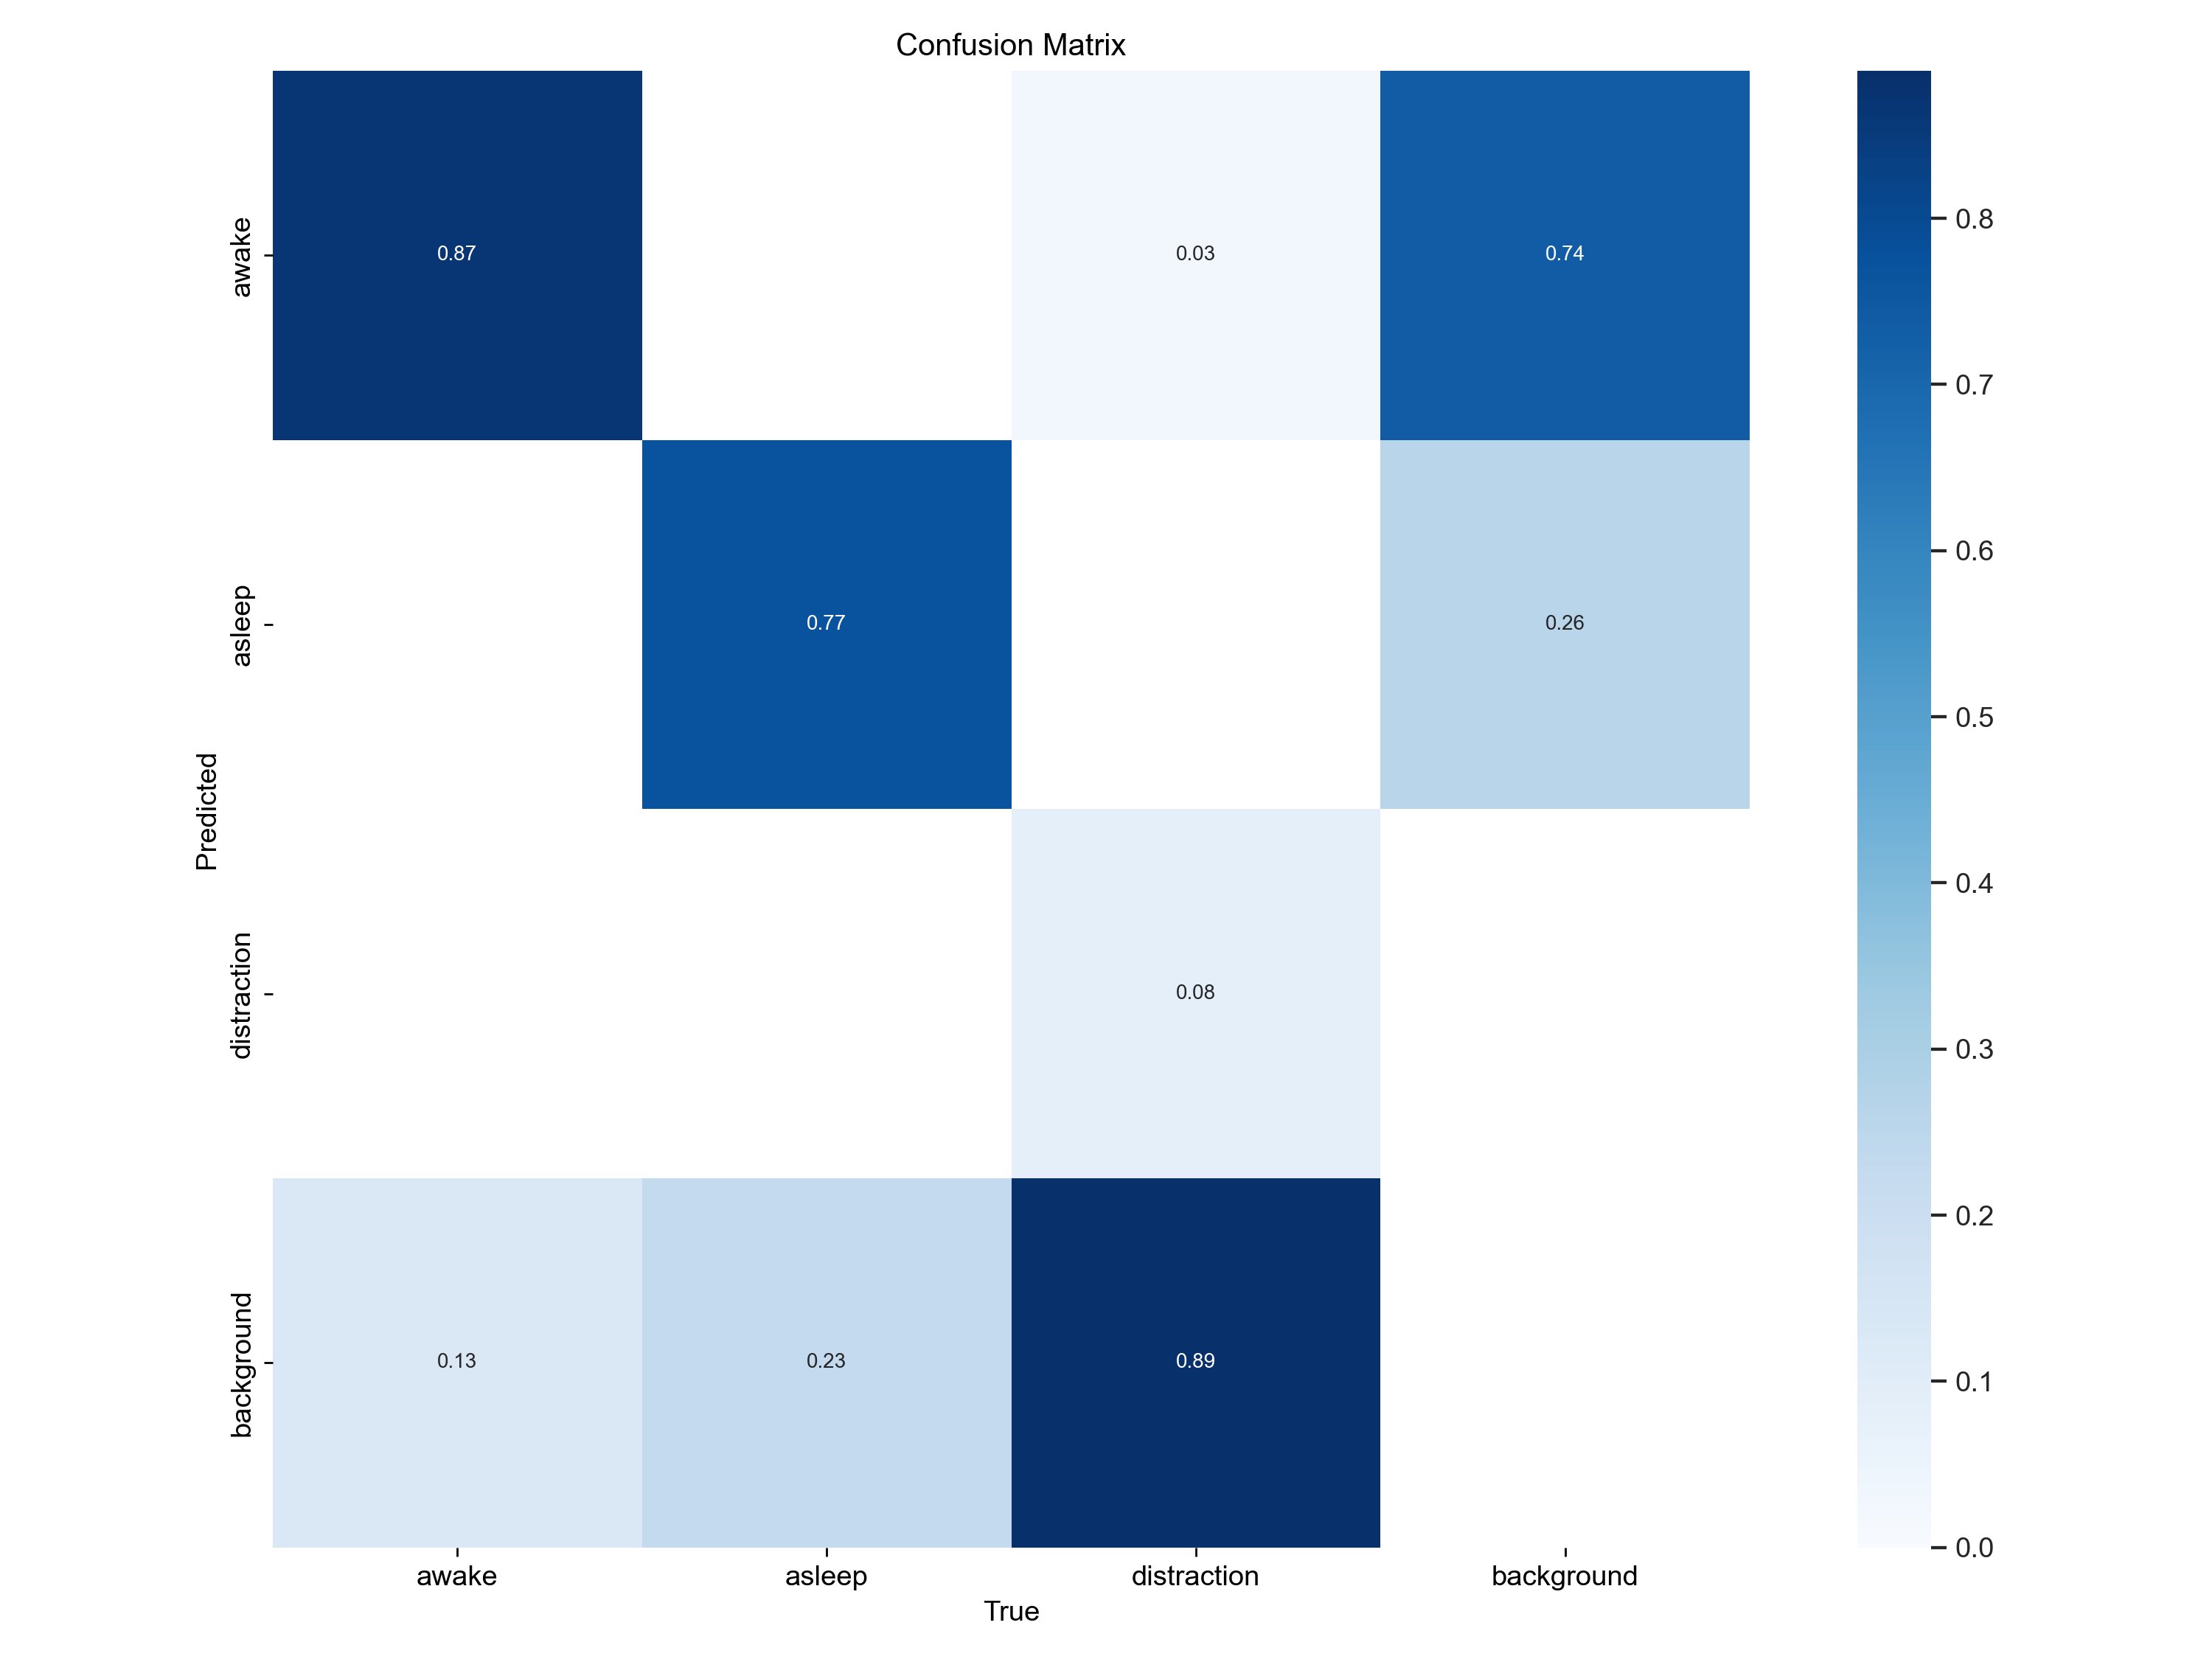 Confusion Matrix
awake
0.87
0.03
0.74
asleep
0.77
0.26
distraction
0.08
background
0.13
0.23
0.89
Predicted
awake
asleep
distraction
background
True
0.8
0.7
0.6
0.5
0.4
0.3
0.2
0.1
0.0